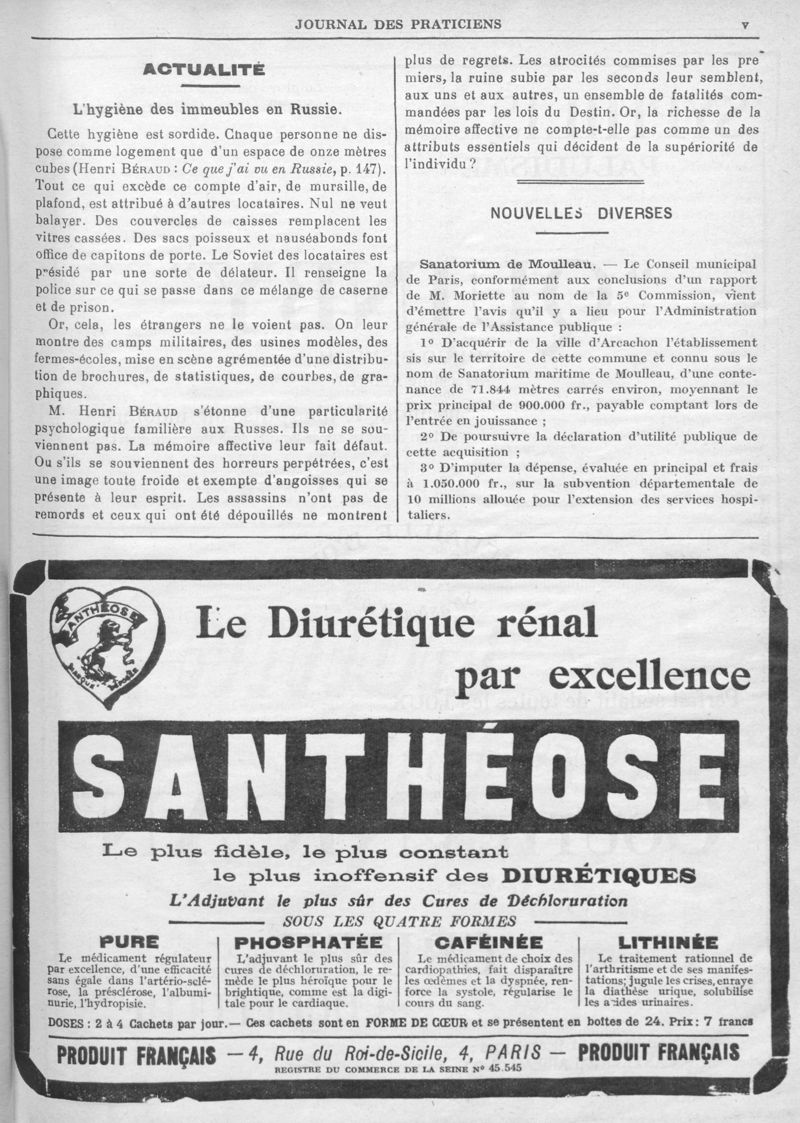 JOURNAL DES PRATICIENS
V
ACTUALITÉ
L'hygiène des immeubles en Russie.
Cette hygiène est sordide. Chaque personne ne dis-
pose comme logement que d'un espace de onze mètres
cubes (Henri BÉRAUD : Ce que j'ai vu en Russie, p. 147).
Tout ce qui excède ce compte d'air, de muraille, de
plafond, est attribué à d'autres locataires. Nul ne veut
balayer. Des couvercles de caisses remplacent les
vitres cassées. Des sacs poisseux et nauséabonds font
office de capitons de porte. Le Soviet des locataires est
présidé par une sorte de délateur. Il renseigne la
police sur ce qui se passe dans ce mélange de caserne
et de prison.
Or, cela, les étrangers ne le voient pas. On leur
montre des camps militaires, des usines modèles, des
fermes-écoles, mise en scène agrémentée d'une distribu-
tion de brochures, de statistiques, de courbes, de gra-
phiques.
M. Henri BÉRAUD s'étonne d'une particularité
psychologique familière aux Russes. Ils ne se sou-
viennent pas. La mémoire affective leur fait défaut.
Ou s'ils se souviennent des horreurs perpétrées, c'est
une image toute froide et exempte d'angoisses qui se
présente à leur esprit. Les assassins n'ont pas de
remords et ceux qui ont été dépouillés ne montrent
plus de regrets. Les atrocités commises par les pre
miers, la ruine subie par les seconds leur semblent,
aux uns et aux autres, un ensemble de fatalités com-
mandées par les lois du Destin. Or, la richesse de la
mémoire affective ne compte-t-elle pas comme un des
attributs essentiels qui décident de la supériorité de
l'individu ?
NOUVELLES DIVERSES
Sanatorium de Moulleau. — Le Conseil municipal
de Paris, conformément aux conclusions d'un rapport
de M. Moriette au nom de la 5e Commission, vient
d'émettre l'avis qu'il y a lieu pour l'Administration
générale de l'Assistance publique :
1º D'acquérir de la ville d'Arcachon l'établissement
sis sur le territoire de cette commune et connu sous le
nom de Sanatorium maritime de Moulleau, d'une conte-
nance de 71.844 mètres carrés environ, moyennant le
prix principal de 900.000 fr., payable comptant lors de
l'entrée en jouissance ;
2º De poursuivre la déclaration d'utilité publique de
cette acquisition ;
3º D'imputer la dépense, évaluée en principal et frais
à 1.050.000 fr., sur la subvention départementale de
10 millions allouée pour l'extension des services hospi-
taliers.
SANTHÉOSE
MARQUE DÉPOSÉE
Le Diurétique rénal
par excellence
SANTHÉOSE
Le plus fidèle, le plus constant
le plus inoffensif des DIURÉTIQUES
L'Adjuvant le plus sûr des Cures de Déchloruration
SOUS LES QUATRE FORMES
PURE
Le médicament régulateur
par excellence, d'une efficacité
sans égale dans l'artério-sclé-
rose, la présclérose, l'albumi-
nurie, l'hydropisie.
PHOSPHATÉE
L'adjuvant le plus sûr des
cures de déchloruration, le re-
mède le plus héroïque pour le
brightique, comme est la digi-
tale pour le cardiaque.
CAFÉINÉE
Le médicament de choix des
cardiopathies, fait disparaître
les œdèmes et la dyspnée, ren-
force la systole, régularise le
cours du sang.
LITHINÉE
Le traitement rationnel de
l'arthritisme et de ses manifes-
tations; jugule les crises, enraye
la diathèse urique, solubilise
les acides urinaires.
DOSES : 2 à 4 Cachets par jour.— Ces cachets sont en FORME DE CŒUR et se présentent en boîtes de 24. Prix : 7 francs
PRODUIT FRANÇAIS — 4, Rue du Roi-de-Sicile, 4, PARIS — PRODUIT FRANÇAIS
REGISTRE DU COMMERCE DE LA SEINE Nº 45.545